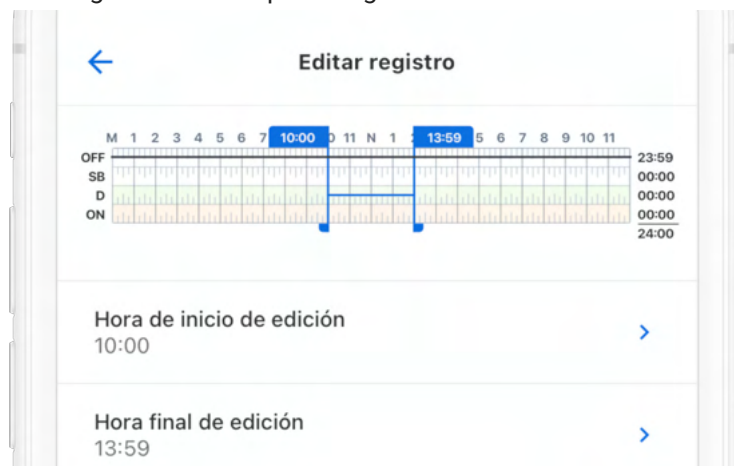 Editar registro
M 1 2 3 4 5 6 7 10:00 11 N 1 13:59 5 6 7 8 9 10 11
OFF 23:59
SB 00:00
D 00:00
ON 00:00
24:00
Hora de inicio de edición
10:00
Hora final de edición
13:59